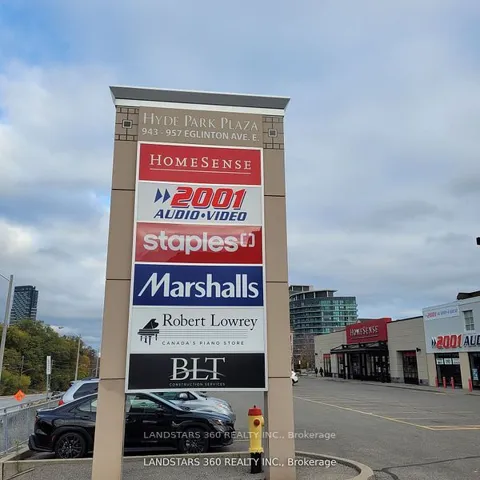 HYDE PARK PLAZA
943 - 957 EGLINTON AVE. E.
HOMESENSE
2001
AUDIO•VIDEO
staples
Marshalls
Robert Lowrey
CANADA'S PIANO STORE
BLT
CONSTRUCTION SERVICES
HOMESENSE
2001 AUD
LANDSTARS 360 REALTY INC., Brokerage
LANDSTARS 360 REALTY INC., Brokerage